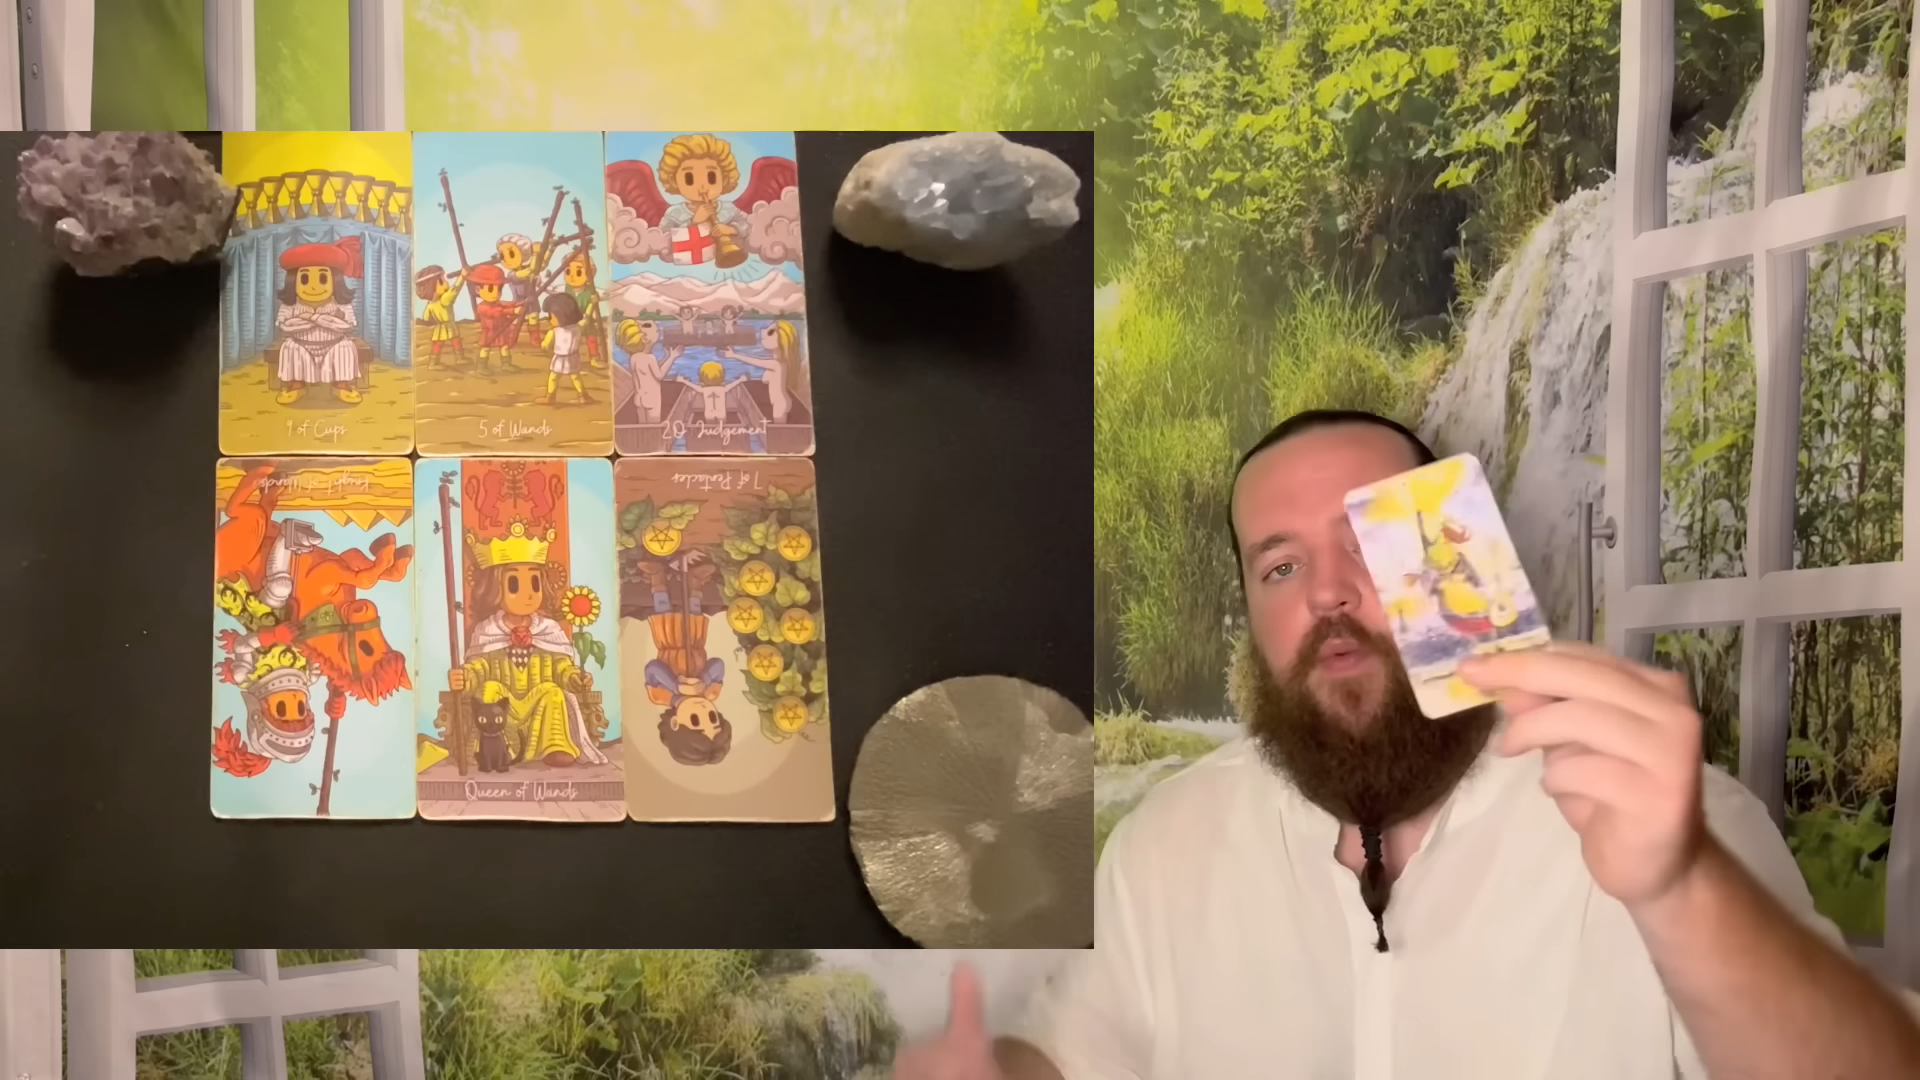 9 of Cups
5 of Wands
20 Judgement
Knight of Wands
7 of Pentacles
Queen of Wands